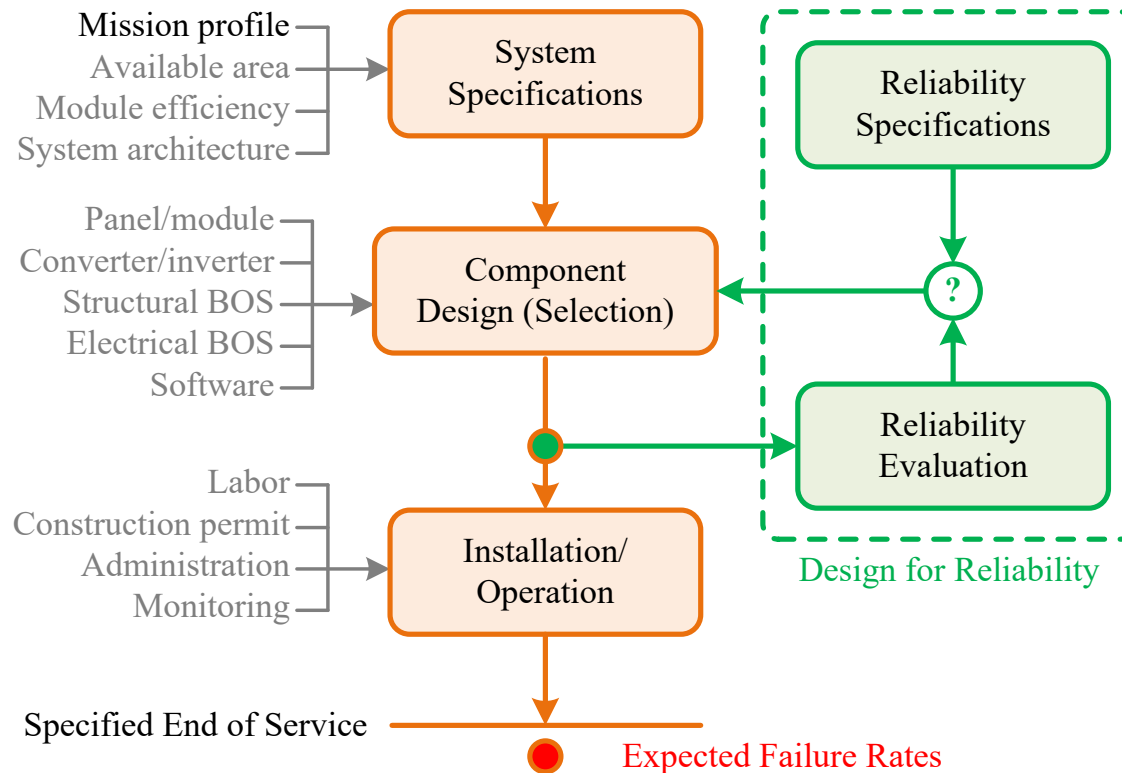 Mission profile
Available area
Module efficiency
System architecture
System
Specifications
Reliability
Specifications
Panel/module
Converter/inverter
Structural BOS
Electrical BOS
Software
Component
Design (Selection)
?
Reliability
Evaluation
Design for Reliability
Labor
Construction permit
Administration
Monitoring
Installation/
Operation
Specified End of Service
Expected Failure Rates